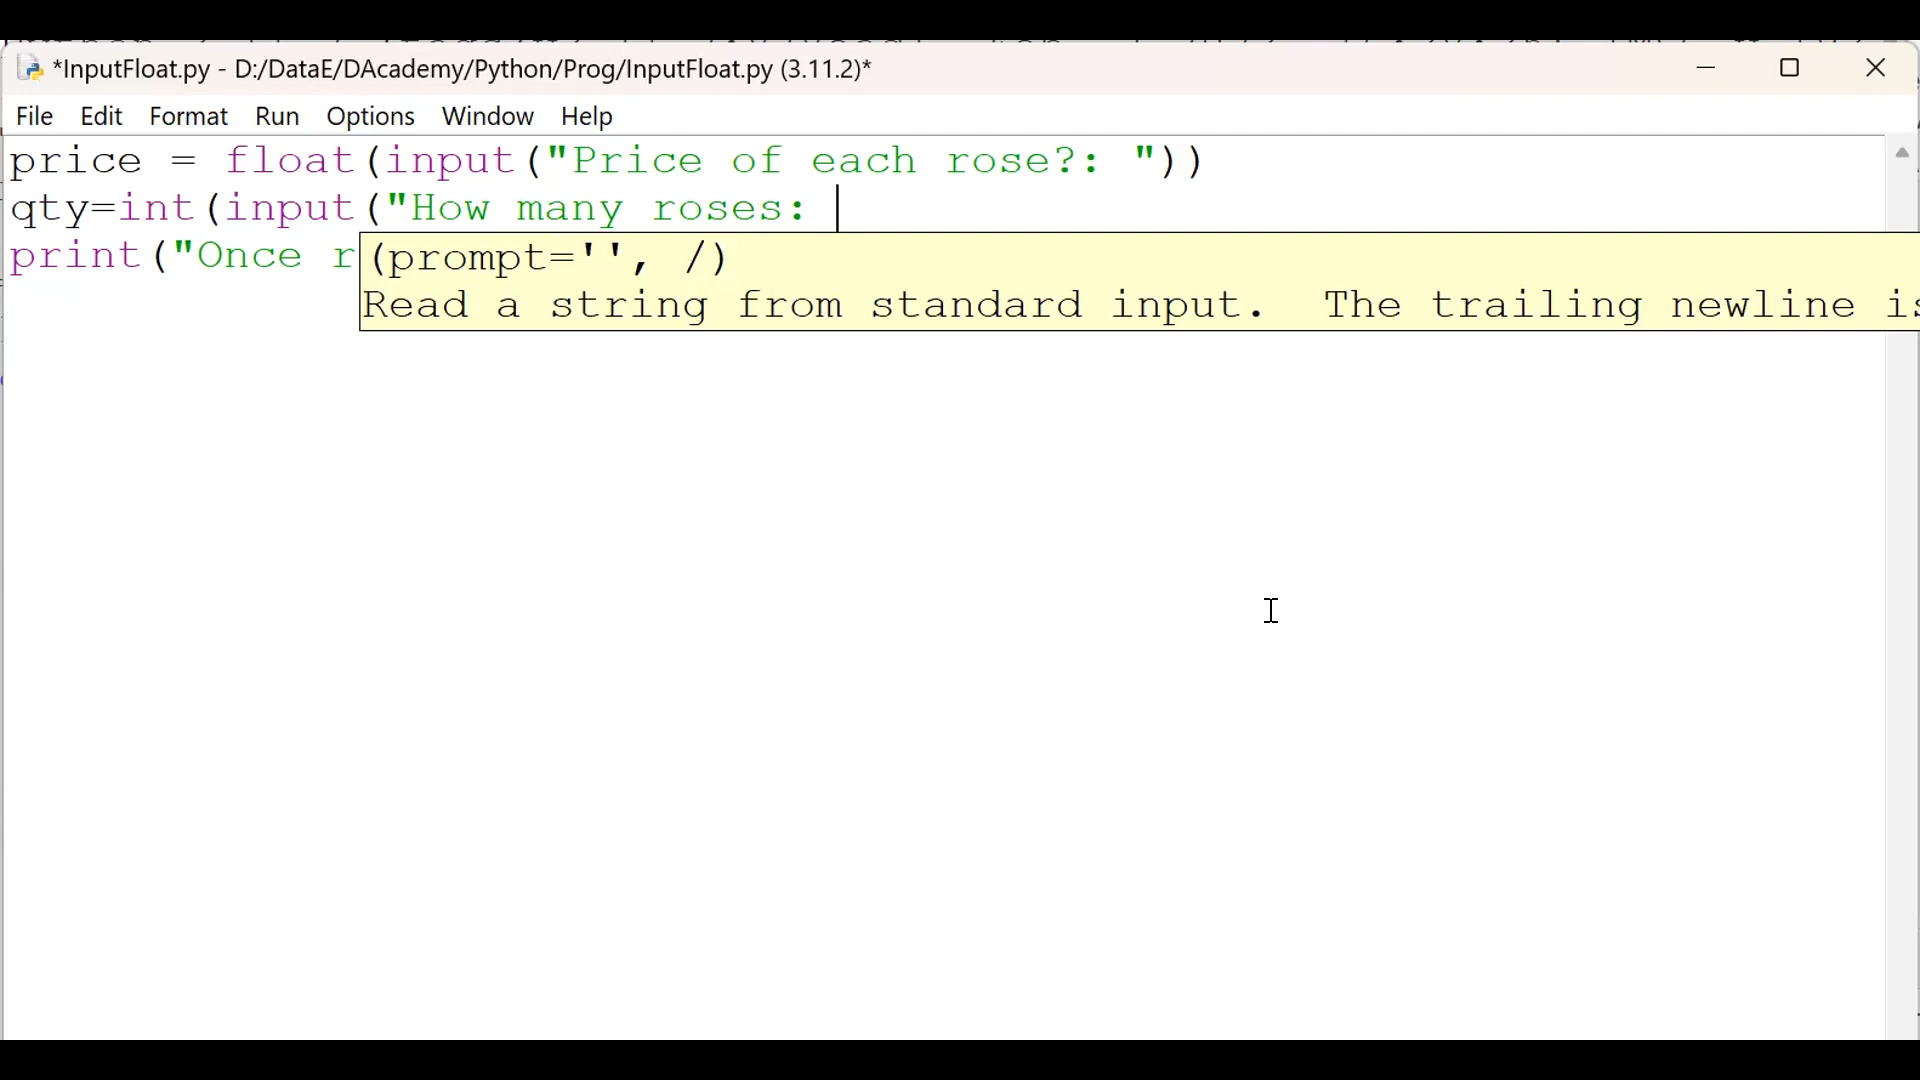 *InputFloat.py - D:/DataE/DAcademy/Python/Prog/InputFloat.py (3.11.2)*
File Edit Format Run Options Window Help
price = float(input("Price of each rose?: "))
qty=int(input("How many roses:
print("Once r
(prompt='', /)
Read a string from standard input.  The trailing newline is